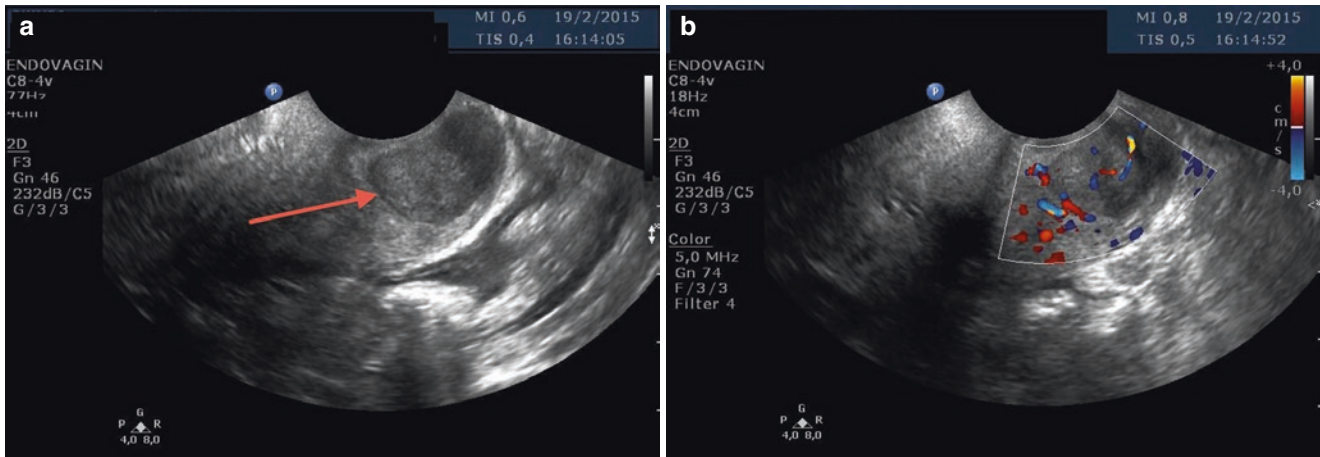 a
MI 0,6 19/2/2015
TIS 0,4 16:14:05
ENDOVAGIN
C8-4v
77Hz
4cm
2D
F3
Gn 46
232dB/C5
G/3/3
P
G
P R
4,0 8,0
b
MI 0,8 19/2/2015
TIS 0,5 16:14:52
ENDOVAGIN
C8-4v
18Hz
4cm
2D
F3
Gn 46
232dB/C5
G/3/3
Color
5,0 MHz
Gn 74
F/3/3
Filter 4
P
+4,0
c
m
/
s
-4,0
G
P R
4,0 8,0